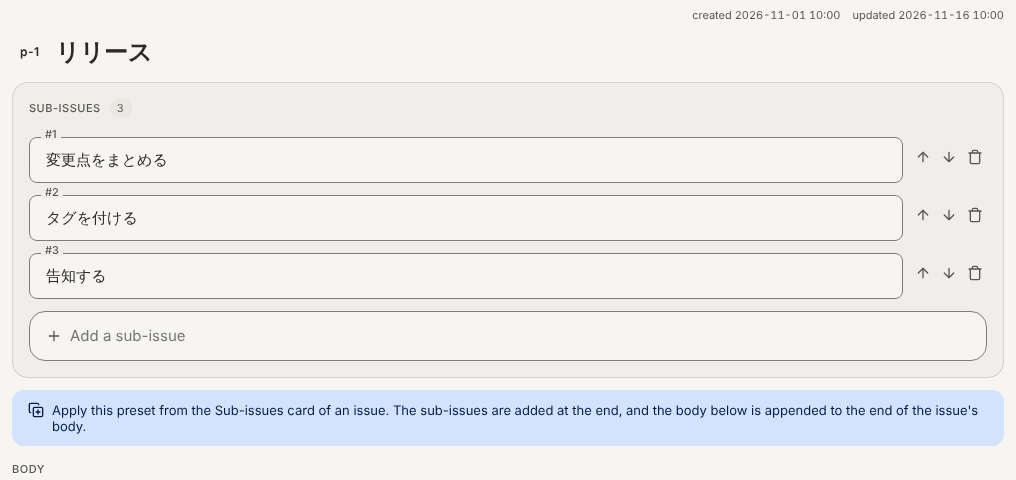 created 2026-11-01 10:00 updated 2026-11-16 10:00
p-1 リリース
SUB-ISSUES 3
#1
変更点をまとめる
#2
タグを付ける
#3
告知する
Add a sub-issue
Apply this preset from the Sub-issues card of an issue. The sub-issues are added at the end, and the body below is appended to the end of the issue's
body.
BODY